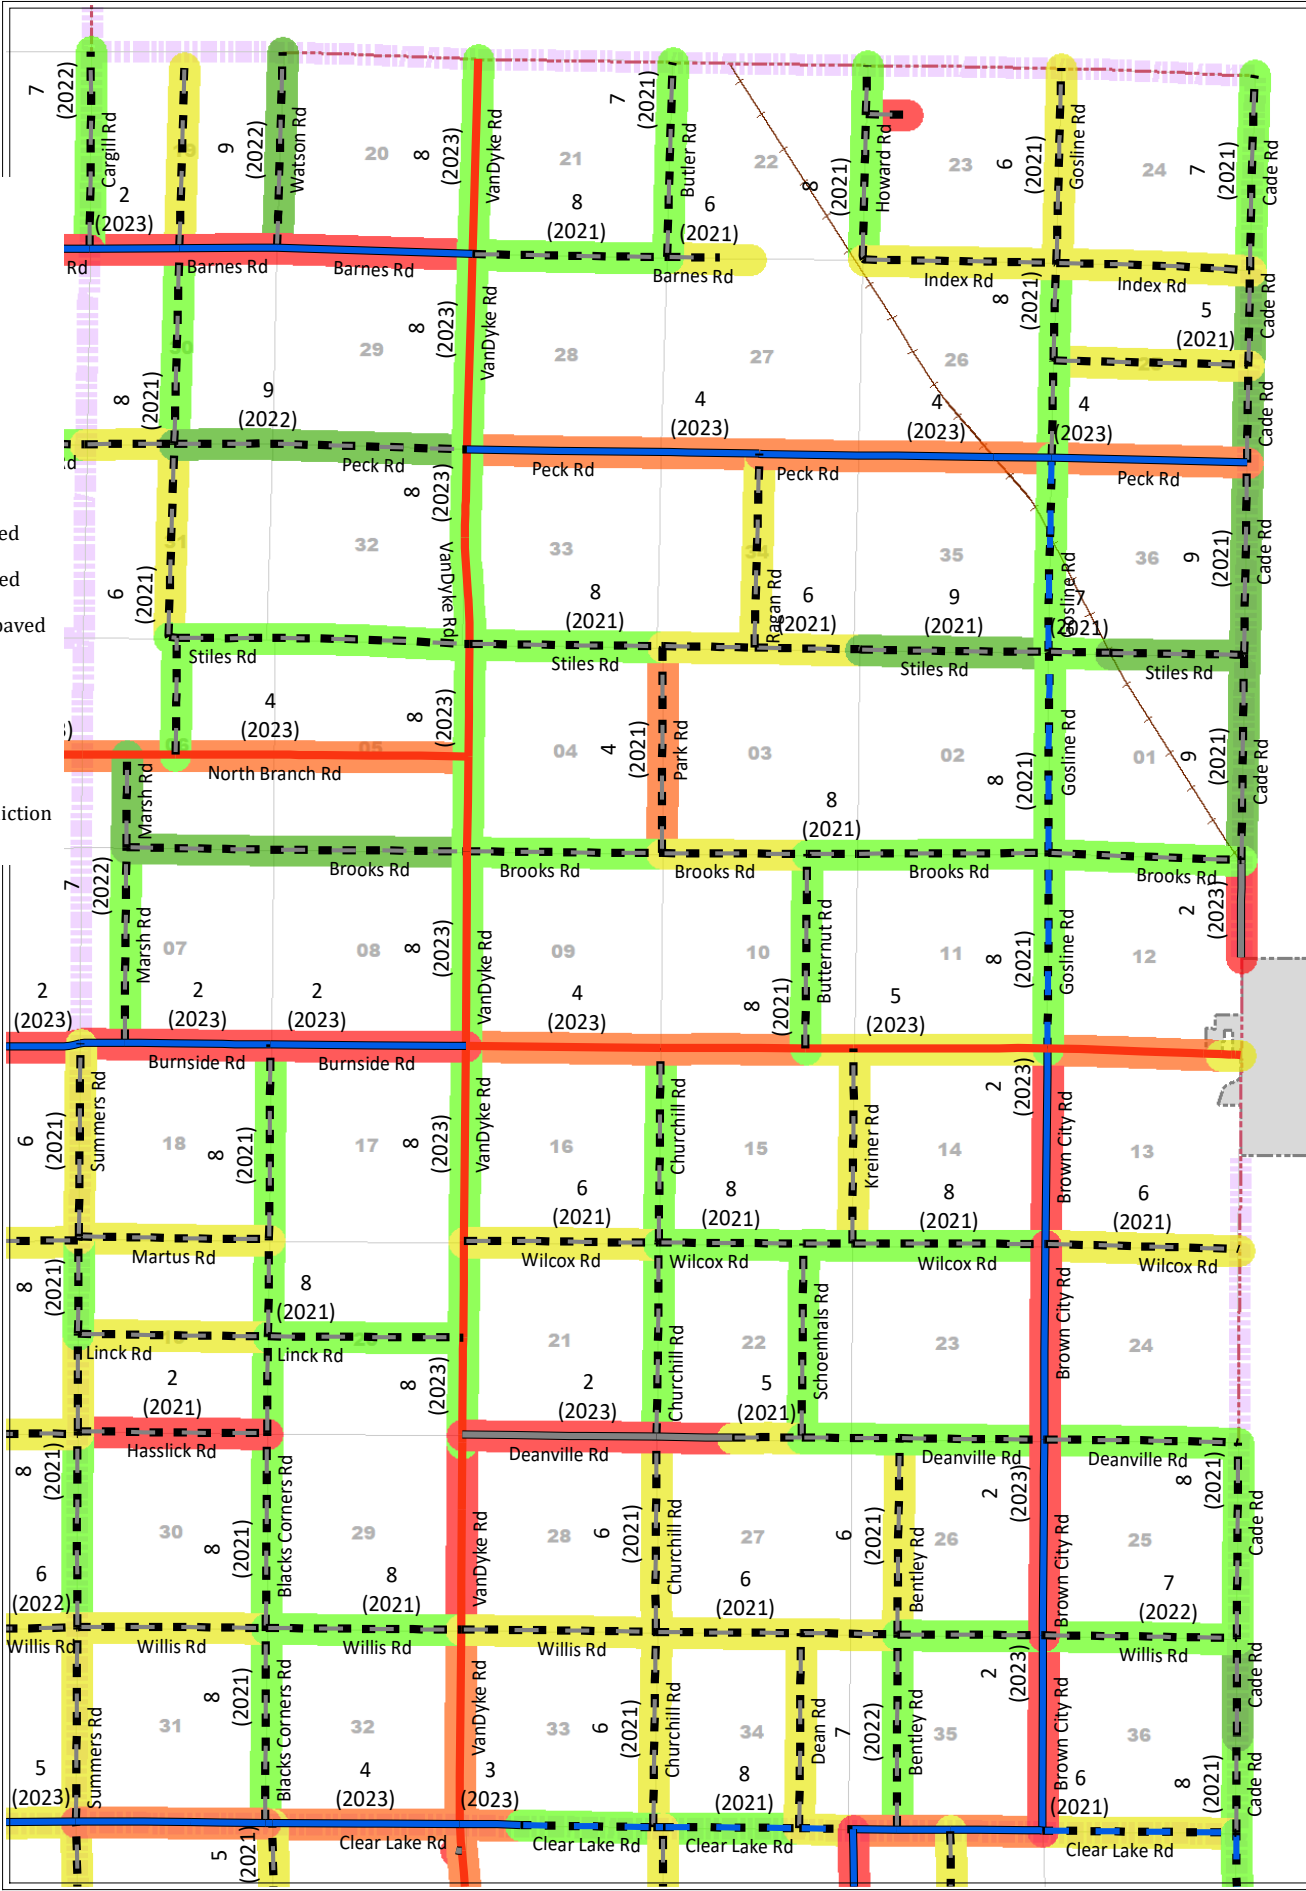 7
(2022)
Cargill Rd
2
(2023)
19
9
(2022)
Watson Rd
20
8
(2023)
VanDyke Rd
21
8
(2021)
7
(2021)
Butler Rd
6
(2021)
22
8
(2021)
Howard Rd
23
6
(2021)
Gosline Rd
24
7
(2021)
Cade Rd
Rd
Barnes Rd
Barnes Rd
Barnes Rd
Index Rd
Index Rd
8
(2021)
30
29
8
(2023)
VanDyke Rd
28
27
26
8
(2021)
5
(2021)
Cade Rd
9
(2022)
4
(2023)
4
(2023)
4
(2023)
Cade Rd
Peck Rd
Peck Rd
Peck Rd
Peck Rd
ed
ed
paved
6
(2021)
31
32
8
(2023)
VanDyke Rd
33
8
(2021)
34
Ragan Rd
6
(2021)
35
9
(2021)
Gosline Rd
7
(2021)
36
9
(2021)
Cade Rd
Stiles Rd
Stiles Rd
Stiles Rd
Stiles Rd
4
(2023)
06
05
8
(2023)
04
4
(2021)
Park Rd
03
02
8
(2021)
Gosline Rd
01
9
(2021)
Cade Rd
North Branch Rd
iction
Marsh Rd
8
(2021)
Brooks Rd
Brooks Rd
Brooks Rd
Brooks Rd
Brooks Rd
7
(2022)
Marsh Rd
07
08
8
(2023)
VanDyke Rd
09
10
8
(2021)
Butternut Rd
11
8
(2021)
Gosline Rd
12
2
(2023)
2
(2023)
2
(2023)
2
(2023)
4
(2023)
5
(2023)
Burnside Rd
Burnside Rd
6
(2021)
Summers Rd
18
8
(2021)
17
8
(2023)
VanDyke Rd
16
Churchill Rd
15
Kreiner Rd
14
2
(2023)
Brown City Rd
13
6
(2021)
8
(2021)
8
(2021)
6
(2021)
Martus Rd
Wilcox Rd
Wilcox Rd
Wilcox Rd
Wilcox Rd
8
(2021)
19
8
(2021)
20
21
Churchill Rd
22
Schoenhals Rd
23
Brown City Rd
24
Linck Rd
Linck Rd
8
(2023)
2
(2021)
2
(2023)
5
(2021)
Hasslick Rd
Deanville Rd
Deanville Rd
Deanville Rd
8
(2021)
30
8
(2021)
Blacks Corners Rd
29
VanDyke Rd
28
6
(2021)
Churchill Rd
27
6
(2021)
Bentley Rd
26
2
(2023)
Brown City Rd
25
8
(2021)
Cade Rd
6
(2022)
8
(2021)
6
(2021)
7
(2022)
Willis Rd
Willis Rd
Willis Rd
Willis Rd
Willis Rd
Summers Rd
31
8
(2021)
Blacks Corners Rd
32
VanDyke Rd
33
6
(2021)
Churchill Rd
34
Dean Rd
7
(2022)
Bentley Rd
35
2
(2023)
Brown City Rd
36
8
(2021)
Cade Rd
Cade Rd
5
(2023)
4
(2023)
3
(2023)
8
(2021)
6
(2021)
Clear Lake Rd
Clear Lake Rd
Clear Lake Rd
Clear Lake Rd
5
(2021)